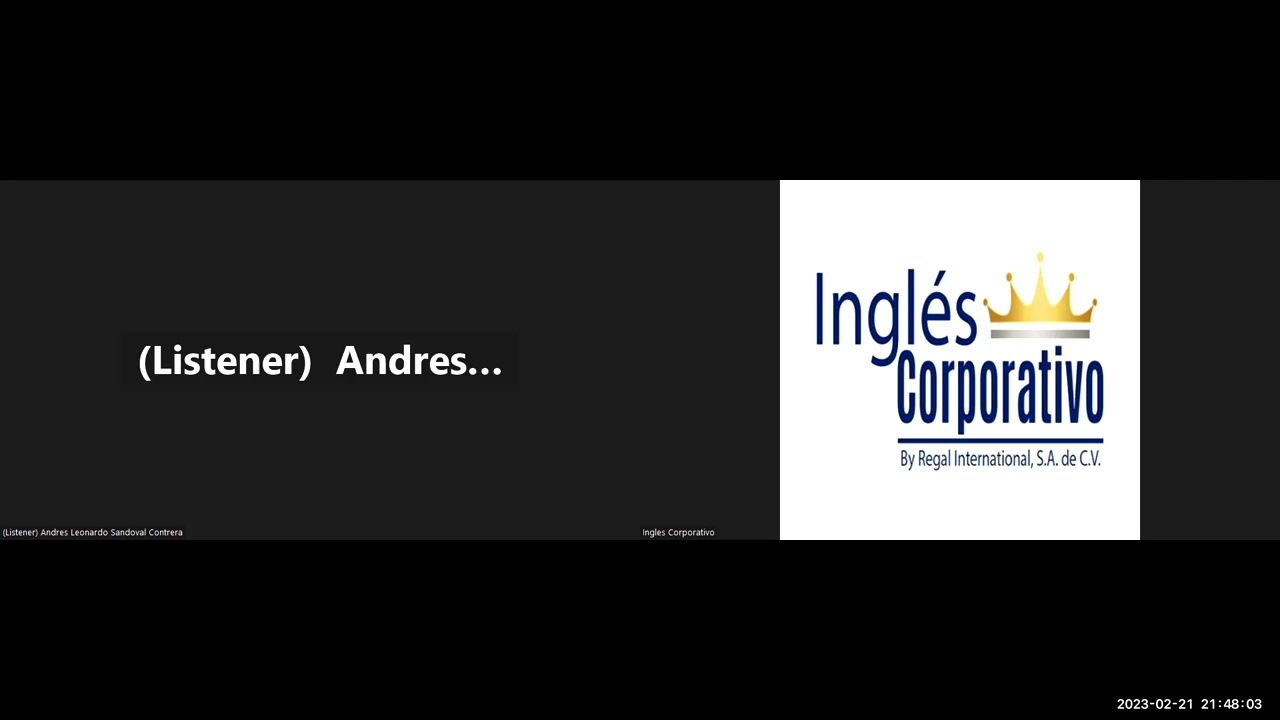 (Listener) Andres...
(Listener) Andres Leonardo Sandoval Contrera
Inglés
Corporativo
By Regal International, S.A. de C.V.
Ingles Corporativo
2023-02-21 21:48:03